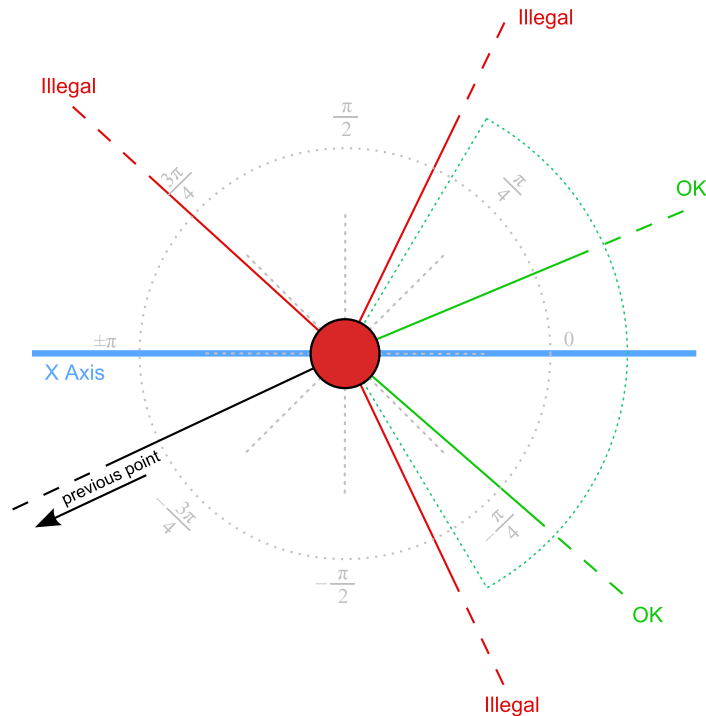 Illegal
Illegal
π
2
3π
4
π
4
OK
±π
0
X Axis
previous point
−3π
4
−π
4
−π
2
OK
Illegal